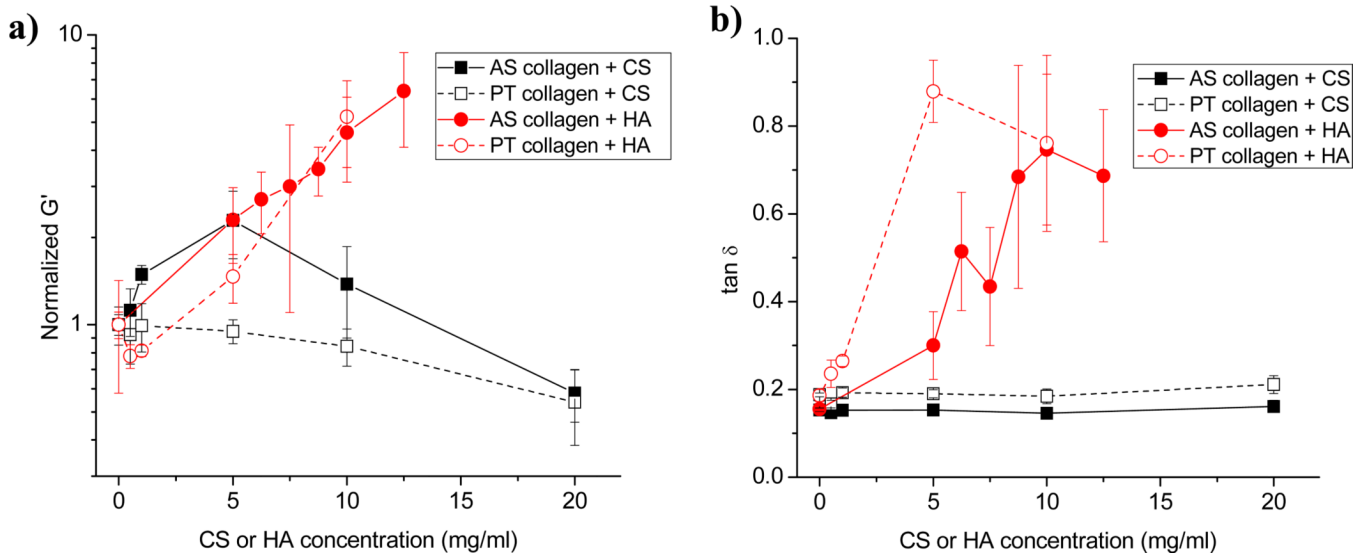 a)
10
1
Normalized G'
AS collagen + CS
PT collagen + CS
AS collagen + HA
PT collagen + HA
0
5
10
15
20
CS or HA concentration (mg/ml)
b)
1.0
0.8
0.6
0.4
0.2
0.0
tan δ
AS collagen + CS
PT collagen + CS
AS collagen + HA
PT collagen + HA
0
5
10
15
20
CS or HA concentration (mg/ml)